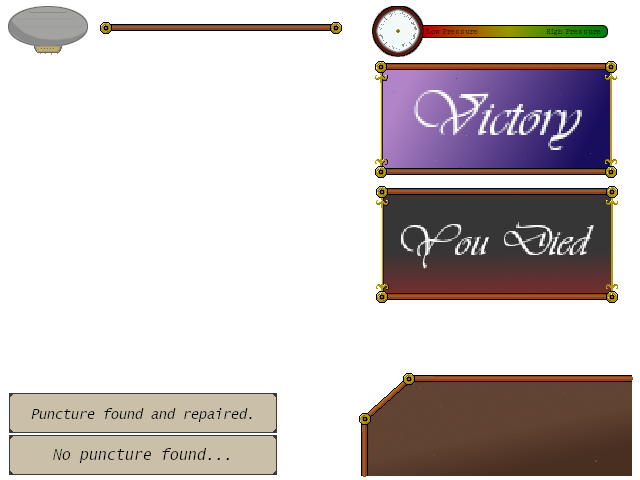 Low Pressure High Pressure
Victory
You Died
Puncture found and repaired.
No puncture found...